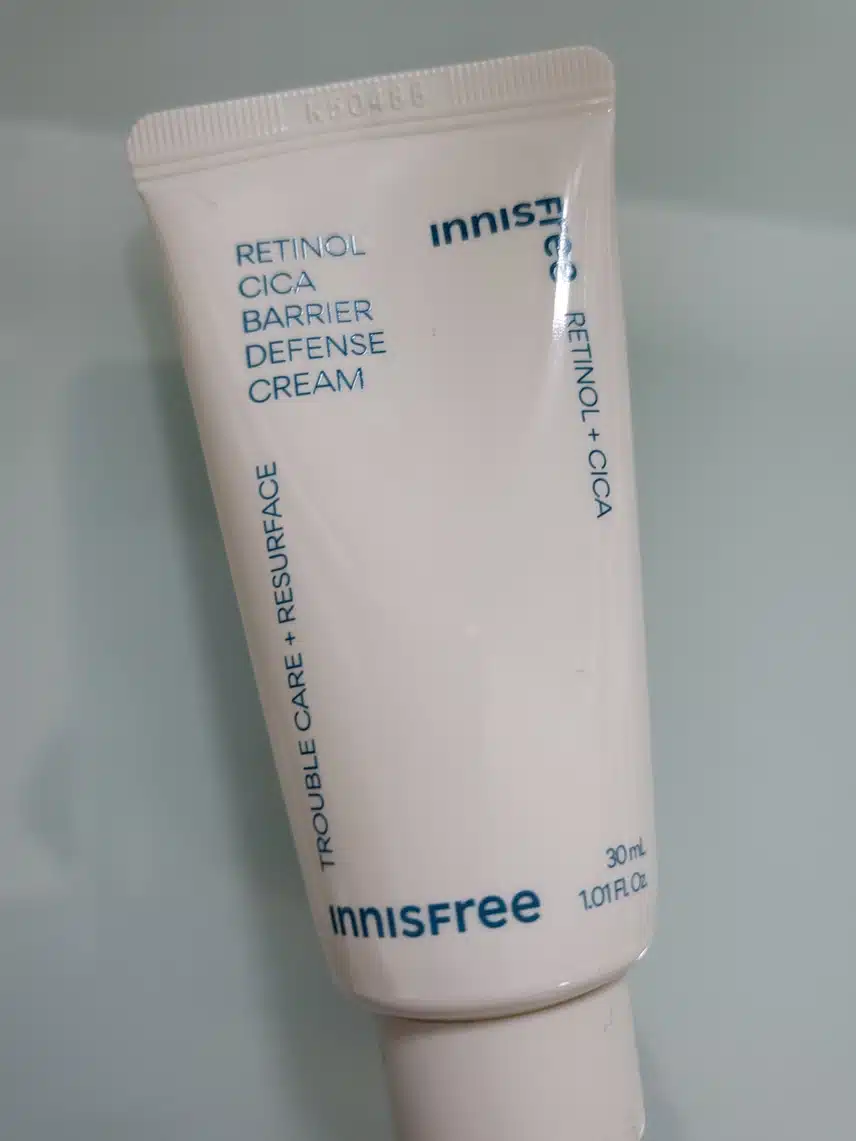 RETINOL
CICA
BARRIER
DEFENSE
CREAM
INNISFree
RETINOL + CICA
TROUBLE CARE + RESURFACE
30 mL
1.01 Fl. Oz
INNISFree